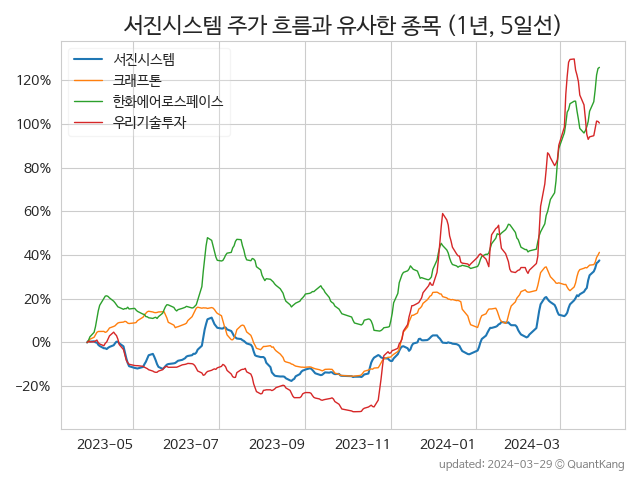 서진시스템 주가 흐름과 유사한 종목 (1년, 5일선)
서진시스템
크래프톤
한화에어로스페이스
우리기술투자
120%
100%
80%
60%
40%
20%
0%
−20%
2023−05 2023−07 2023−09 2023−11 2024−01 2024−03
updated: 2024−03−29 © QuantKang